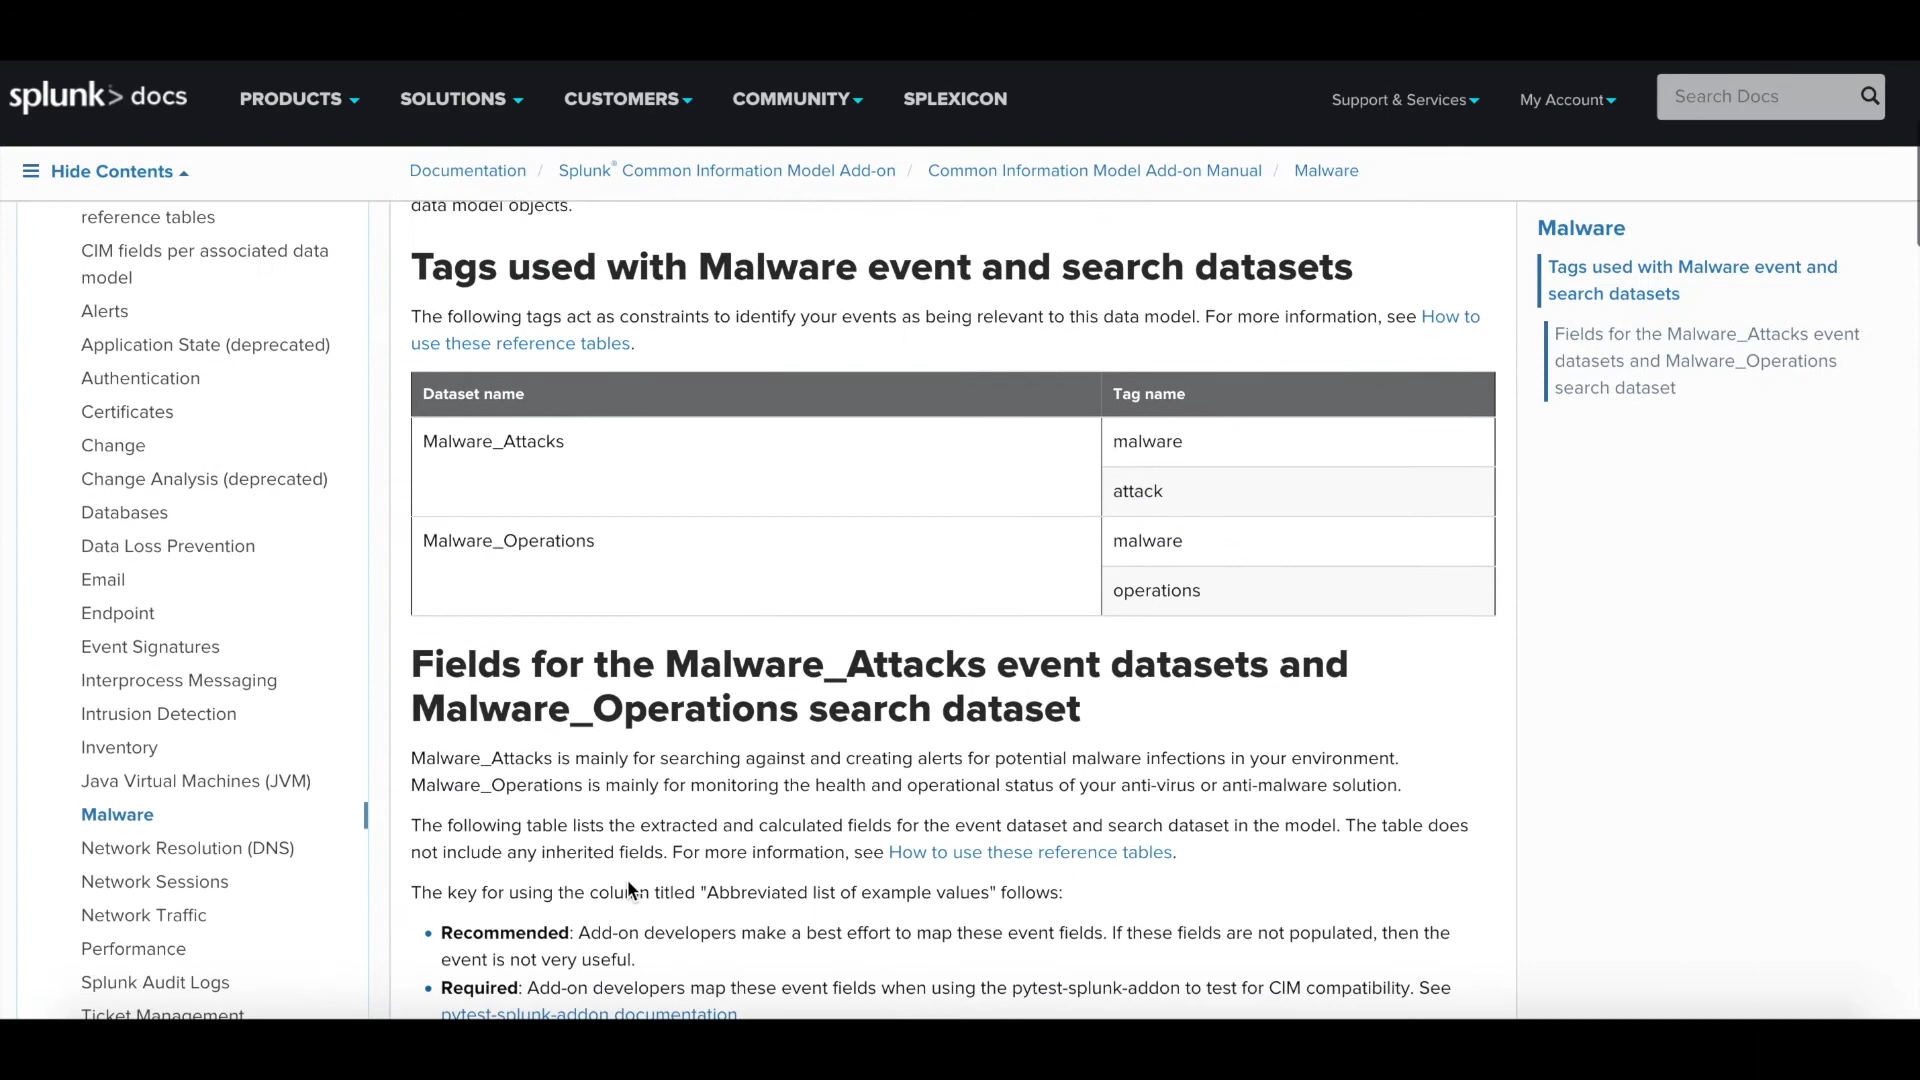 splunk> docs
PRODUCTS
SOLUTIONS
CUSTOMERS
COMMUNITY
SPLEXICON
Support & Services
My Account
Search Docs
Hide Contents
Documentation / Splunk® Common Information Model Add-on / Common Information Model Add-on Manual / Malware
reference tables
CIM fields per associated data
model
Alerts
Application State (deprecated)
Authentication
Certificates
Change
Change Analysis (deprecated)
Databases
Data Loss Prevention
Email
Endpoint
Event Signatures
Interprocess Messaging
Intrusion Detection
Inventory
Java Virtual Machines (JVM)
Malware
Network Resolution (DNS)
Network Sessions
Network Traffic
Performance
Splunk Audit Logs
Ticket Management
data model objects.
Tags used with Malware event and search datasets
The following tags act as constraints to identify your events as being relevant to this data model. For more information, see How to
use these reference tables.
Dataset name
Tag name
Malware_Attacks
malware
attack
Malware_Operations
malware
operations
Fields for the Malware_Attacks event datasets and
Malware_Operations search dataset
Malware_Attacks is mainly for searching against and creating alerts for potential malware infections in your environment.
Malware_Operations is mainly for monitoring the health and operational status of your anti-virus or anti-malware solution.
The following table lists the extracted and calculated fields for the event dataset and search dataset in the model. The table does
not include any inherited fields. For more information, see How to use these reference tables.
The key for using the column titled "Abbreviated list of example values" follows:
• Recommended: Add-on developers make a best effort to map these event fields. If these fields are not populated, then the
event is not very useful.
• Required: Add-on developers map these event fields when using the pytest-splunk-addon to test for CIM compatibility. See
pytest-splunk-addon documentation
Malware
Tags used with Malware event and
search datasets
Fields for the Malware_Attacks event
datasets and Malware_Operations
search dataset